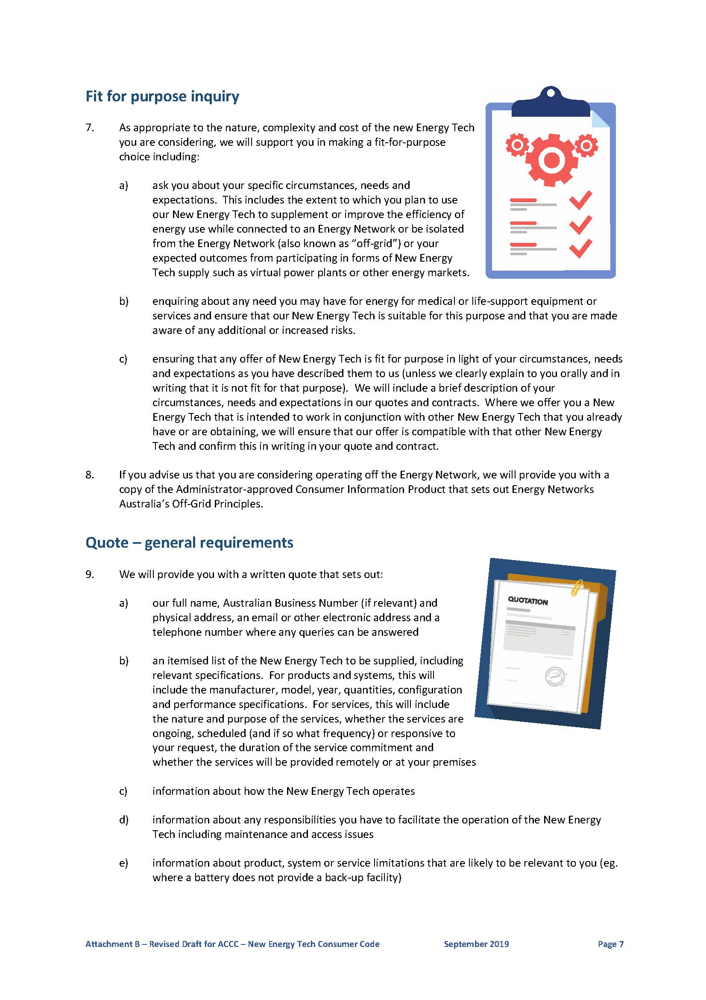 Fit for purpose inquiry
7. As appropriate to the nature, complexity and cost of the new Energy Tech
you are considering, we will support you in making a fit-for-purpose
choice including:
a) ask you about your specific circumstances, needs and
expectations.  This includes the extent to which you plan to use
our New Energy Tech to supplement or improve the efficiency of
energy use while connected to an Energy Network or be isolated
from the Energy Network (also known as “off-grid”) or your
expected outcomes from participating in forms of New Energy
Tech supply such as virtual power plants or other energy markets.
b) enquiring about any need you may have for energy for medical or life-support equipment or
services and ensure that our New Energy Tech is suitable for this purpose and that you are made
aware of any additional or increased risks.
c) ensuring that any offer of New Energy Tech is fit for purpose in light of your circumstances, needs
and expectations as you have described them to us (unless we clearly explain to you orally and in
writing that it is not fit for that purpose).  We will include a brief description of your
circumstances, needs and expectations in our quotes and contracts.  Where we offer you a New
Energy Tech that is intended to work in conjunction with other New Energy Tech that you already
have or are obtaining, we will ensure that our offer is compatible with that other New Energy
Tech and confirm this in writing in your quote and contract.
8. If you advise us that you are considering operating off the Energy Network, we will provide you with a
copy of the Administrator-approved Consumer Information Product that sets out Energy Networks
Australia’s Off-Grid Principles.
Quote – general requirements
9. We will provide you with a written quote that sets out:
a) our full name, Australian Business Number (if relevant) and
physical address, an email or other electronic address and a
telephone number where any queries can be answered
QUOTATION
b) an itemised list of the New Energy Tech to be supplied, including
relevant specifications.  For products and systems, this will
include the manufacturer, model, year, quantities, configuration
and performance specifications.  For services, this will include
the nature and purpose of the services, whether the services are
ongoing, scheduled (and if so what frequency) or responsive to
your request, the duration of the service commitment and
whether the services will be provided remotely or at your premises
c) information about how the New Energy Tech operates
d) information about any responsibilities you have to facilitate the operation of the New Energy
Tech including maintenance and access issues
e) information about product, system or service limitations that are likely to be relevant to you (eg.
where a battery does not provide a back-up facility)
Attachment B – Revised Draft for ACCC – New Energy Tech Consumer Code September 2019 Page 7